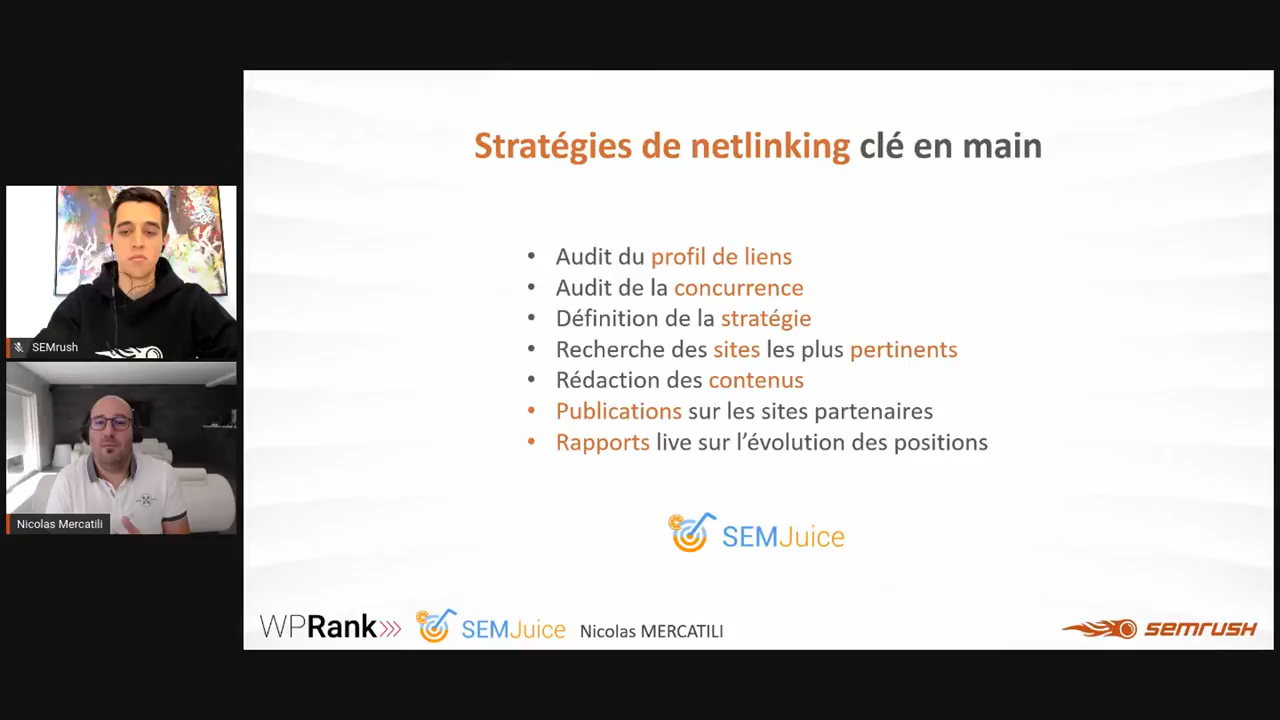 Stratégies de netlinking clé en main
• Audit du profil de liens
• Audit de la concurrence
• Définition de la stratégie
• Recherche des sites les plus pertinents
• Rédaction des contenus
• Publications sur les sites partenaires
• Rapports live sur l'évolution des positions
SEMJuice
WPRank SEMJuice Nicolas MERCATILI semrush
SEMrush
Nicolas Mercatili